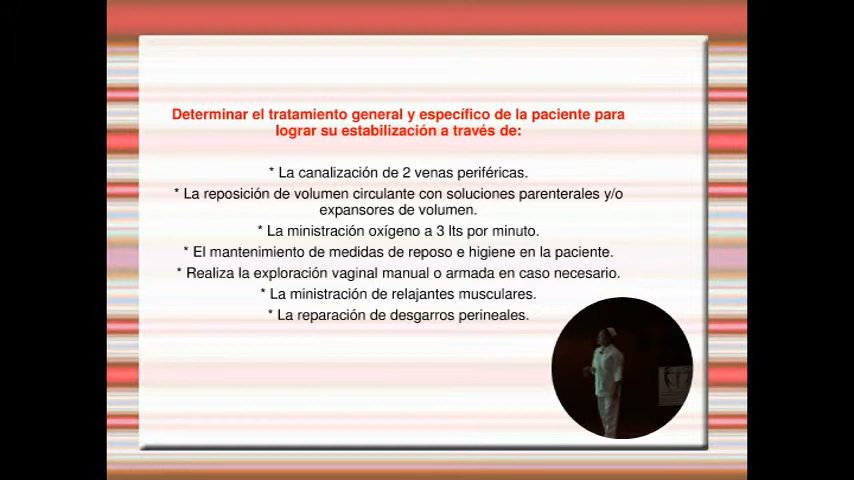 Determinar el tratamiento general y específico de la paciente para
lograr su estabilización a través de:
* La canalización de 2 venas periféricas.
* La reposición de volumen circulante con soluciones parenterales y/o
expansores de volumen.
* La ministración oxígeno a 3 lts por minuto.
* El mantenimiento de medidas de reposo e higiene en la paciente.
* Realiza la exploración vaginal manual o armada en caso necesario.
* La ministración de relajantes musculares.
* La reparación de desgarros perineales.